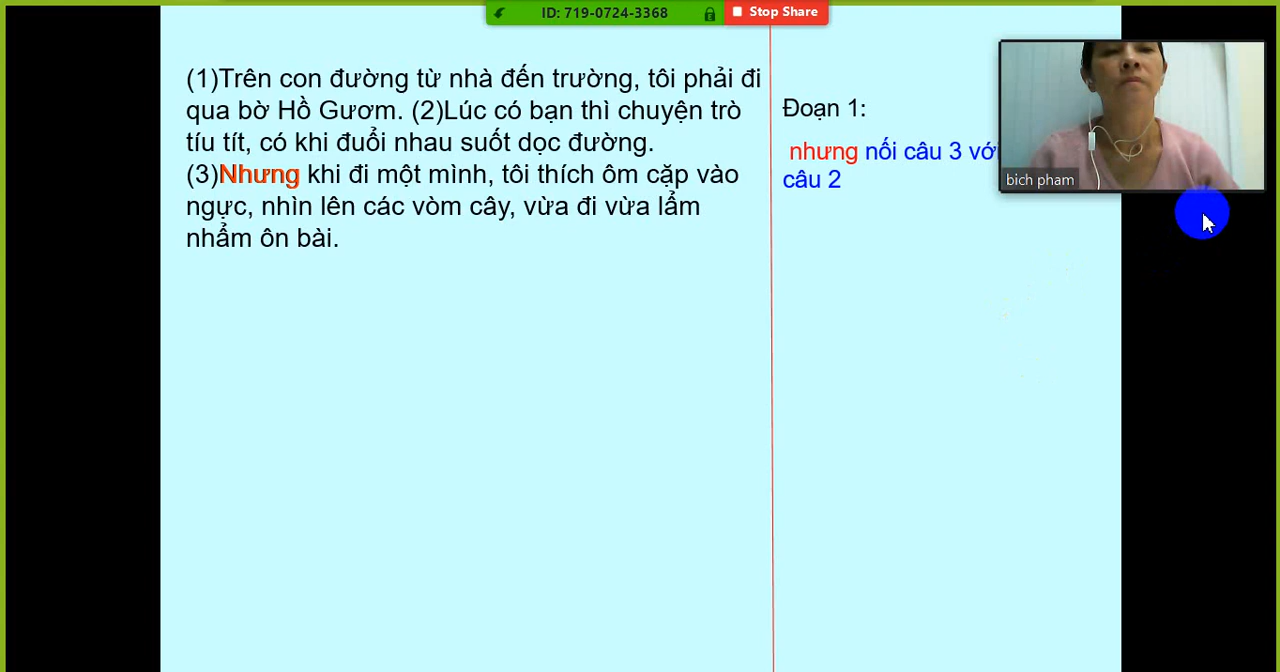 ID: 719-0724-3368 Stop Share
(1)Trên con đường từ nhà đến trường, tôi phải đi
qua bờ Hồ Gươm. (2)Lúc có bạn thì chuyện trò
tíu tít, có khi đuổi nhau suốt dọc đường.
(3)Nhưng khi đi một mình, tôi thích ôm cặp vào
ngực, nhìn lên các vòm cây, vừa đi vừa lẩm
nhẩm ôn bài.
Đoạn 1:
nhưng nối câu 3 với
câu 2
bich pham